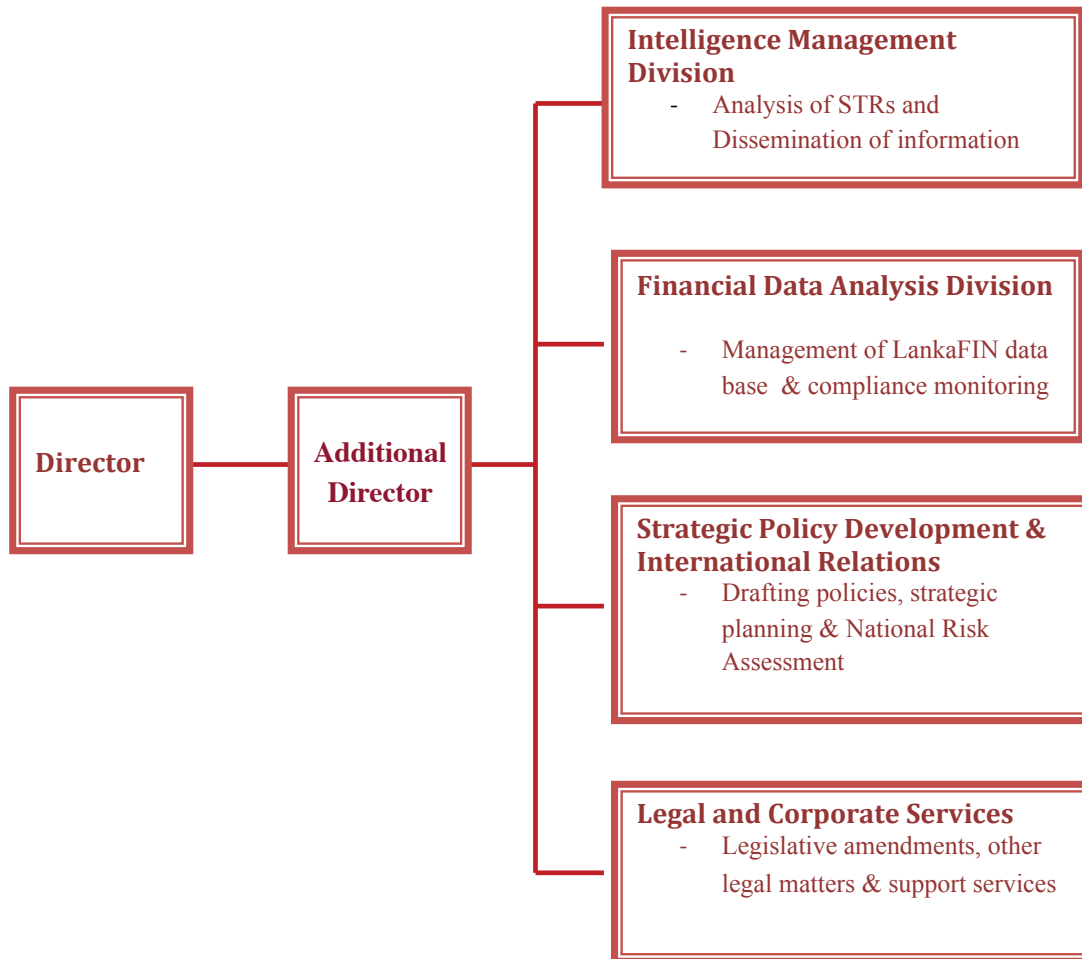 Director
Additional
Director
Intelligence Management
Division
- Analysis of STRs and
Dissemination of information
Financial Data Analysis Division
- Management of LankaFIN data
base & compliance monitoring
Strategic Policy Development &
International Relations
- Drafting policies, strategic
planning & National Risk
Assessment
Legal and Corporate Services
- Legislative amendments, other
legal matters & support services